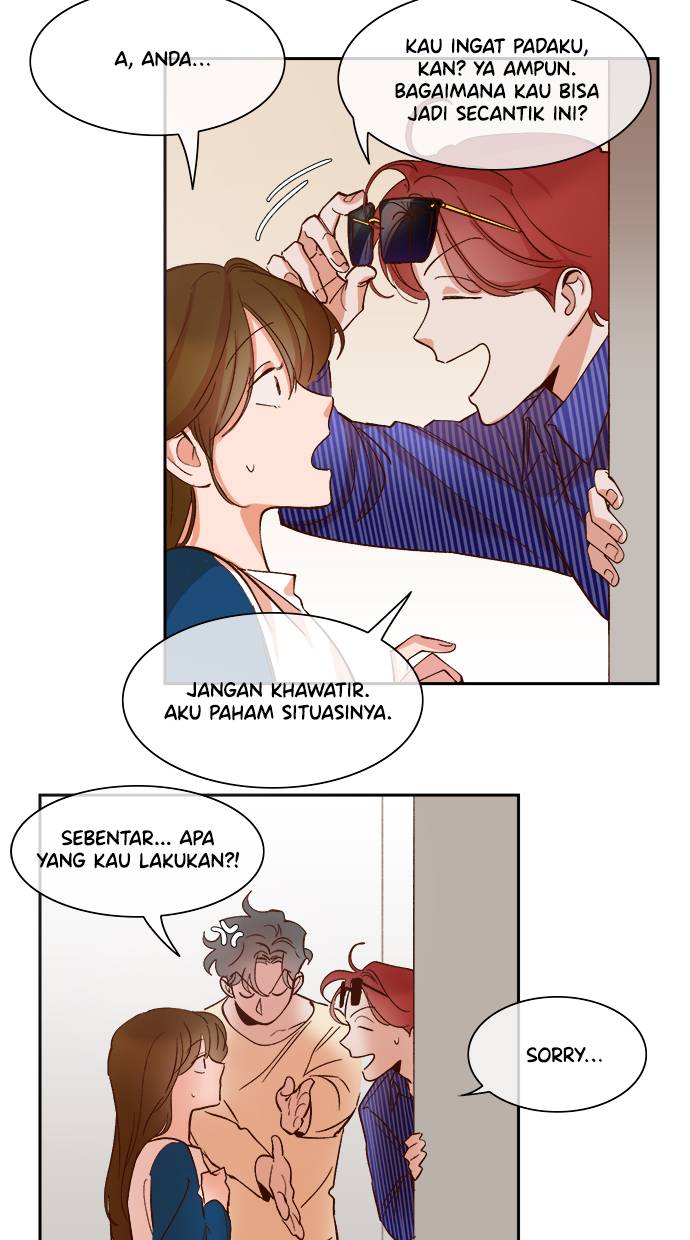 A, ANDA...
KAU INGAT PADAKU,
KAN? YA AMPUN.
BAGAIMANA KAU BISA
JADI SECANTIK INI?
JANGAN KHAWATIR.
AKU PAHAM SITUASINYA.
SEBENTAR... APA
YANG KAU LAKUKAN?!
SORRY...